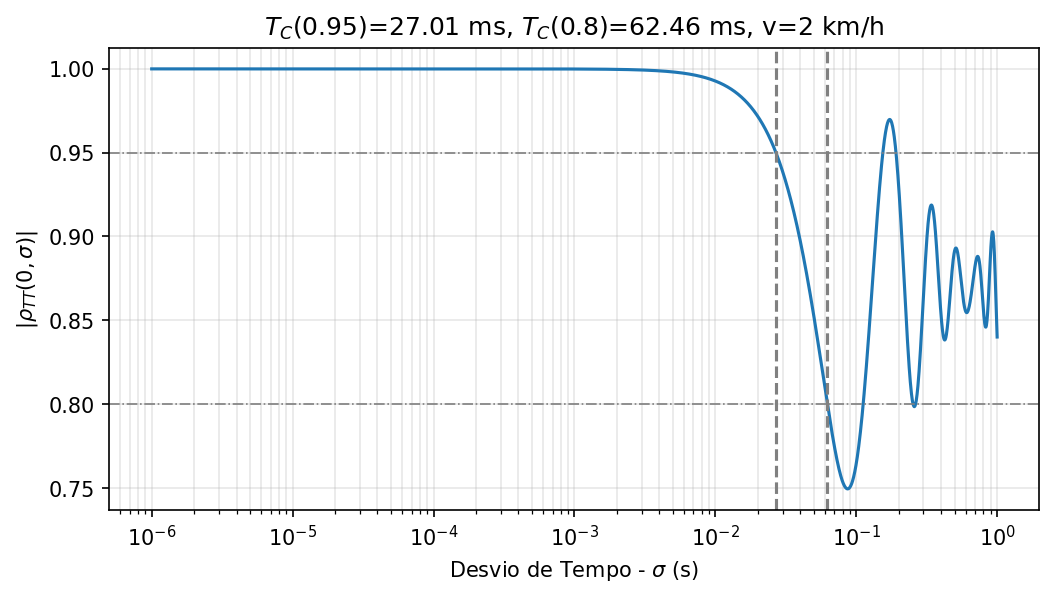 T_C(0.95)=27.01 ms, T_C(0.8)=62.46 ms, v=2 km/h
|ρ_TT(0, σ)|
1.00
0.95
0.90
0.85
0.80
0.75
10⁻⁶ 10⁻⁵ 10⁻⁴ 10⁻³ 10⁻² 10⁻¹ 10⁰
Desvio de Tempo - σ (s)